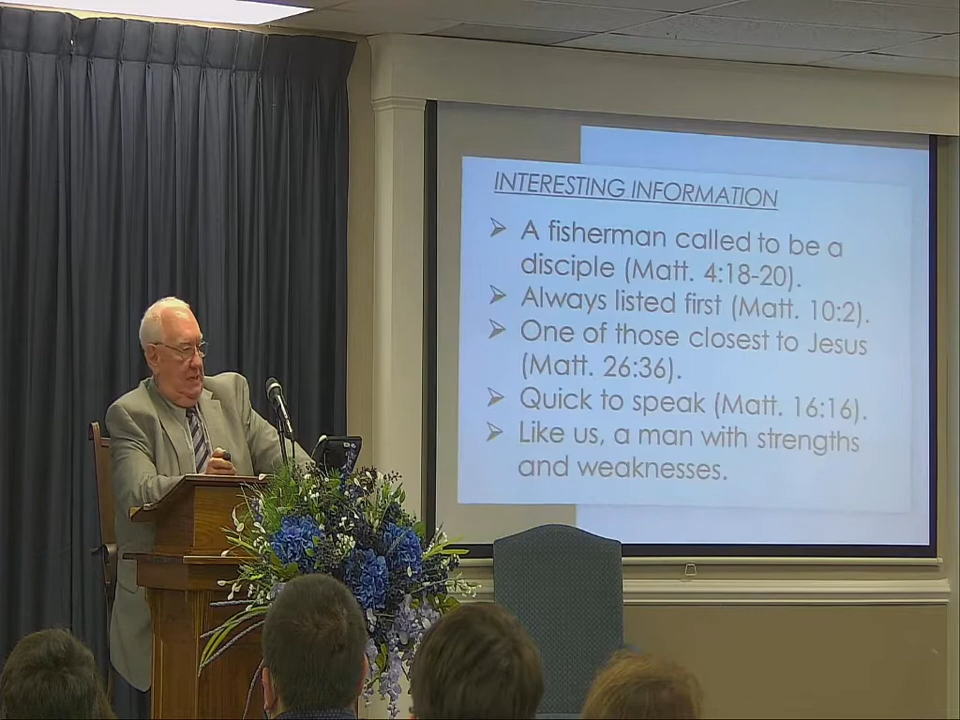 INTERESTING INFORMATION
➢ A fisherman called to be a
disciple (Matt. 4:18-20).
➢ Always listed first (Matt. 10:2).
➢ One of those closest to Jesus
(Matt. 26:36).
➢ Quick to speak (Matt. 16:16).
➢ Like us, a man with strengths
and weaknesses.